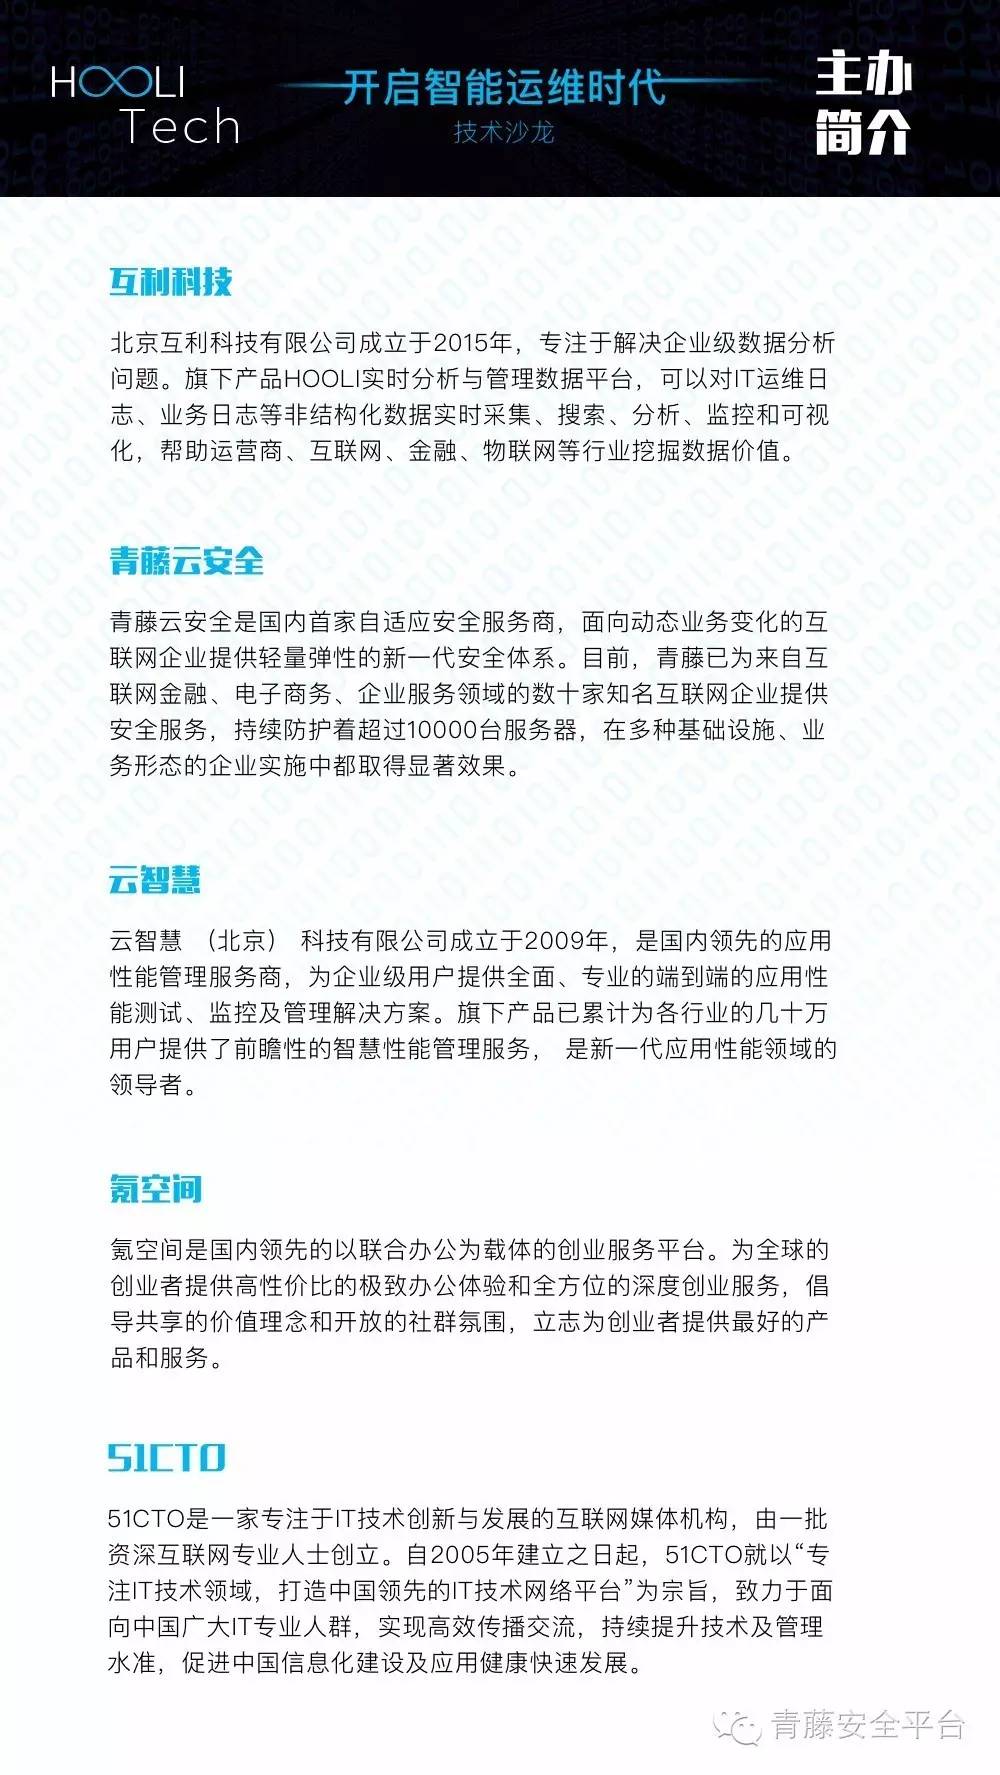 HOOLI
Tech
开启智能运维时代
技术沙龙
主办
简介
互利科技
北京互利科技有限公司成立于2015年，专注于解决企业级数据分析
问题。旗下产品HOOLI实时分析与管理数据平台，可以对IT运维日
志、业务日志等非结构化数据实时采集、搜索、分析、监控和可视
化，帮助运营商、互联网、金融、物联网等行业挖掘数据价值。
青藤云安全
青藤云安全是国内首家自适应安全服务商，面向动态业务变化的互
联网企业提供轻量弹性的新一代安全体系。目前，青藤已为来自互
联网金融、电子商务、企业服务领域的数十家知名互联网企业提供
安全服务，持续防护着超过10000台服务器，在多种基础设施、业
务形态的企业实施中都取得显著效果。
云智慧
云智慧 （北京） 科技有限公司成立于2009年，是国内领先的应用
性能管理服务商，为企业级用户提供全面、专业的端到端的应用性
能测试、监控及管理解决方案。旗下产品已累计为各行业的几十万
用户提供了前瞻性的智慧性能管理服务， 是新一代应用性能领域的
领导者。
氪空间
氪空间是国内领先的以联合办公为载体的创业服务平台。为全球的
创业者提供高性价比的极致办公体验和全方位的深度创业服务，倡
导共享的价值理念和开放的社群氛围，立志为创业者提供最好的产
品和服务。
51CTO
51CTO是一家专注于IT技术创新与发展的互联网媒体机构，由一批
资深互联网专业人士创立。自2005年建立之日起，51CTO就以“专
注IT技术领域，打造中国领先的IT技术网络平台”为宗旨，致力于面
向中国广大IT专业人群，实现高效传播交流，持续提升技术及管理
水准，促进中国信息化建设及应用健康快速发展。
青藤安全平台